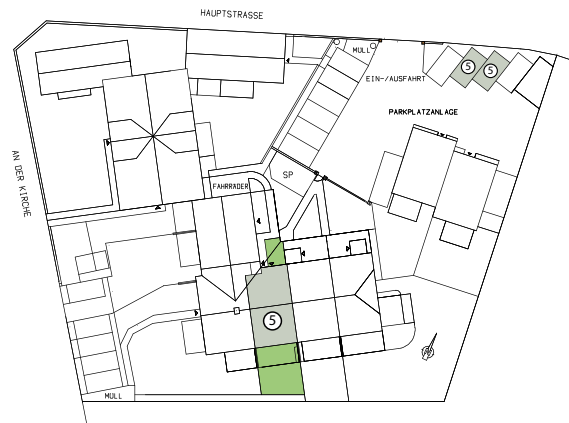 HAUPTSTRASSE
MÜLL
EIN-/AUSFAHRT
5
5
PARKPLATZANLAGE
AN DER KIRCHE
SP
FAHRRÄDER
5
MÜLL